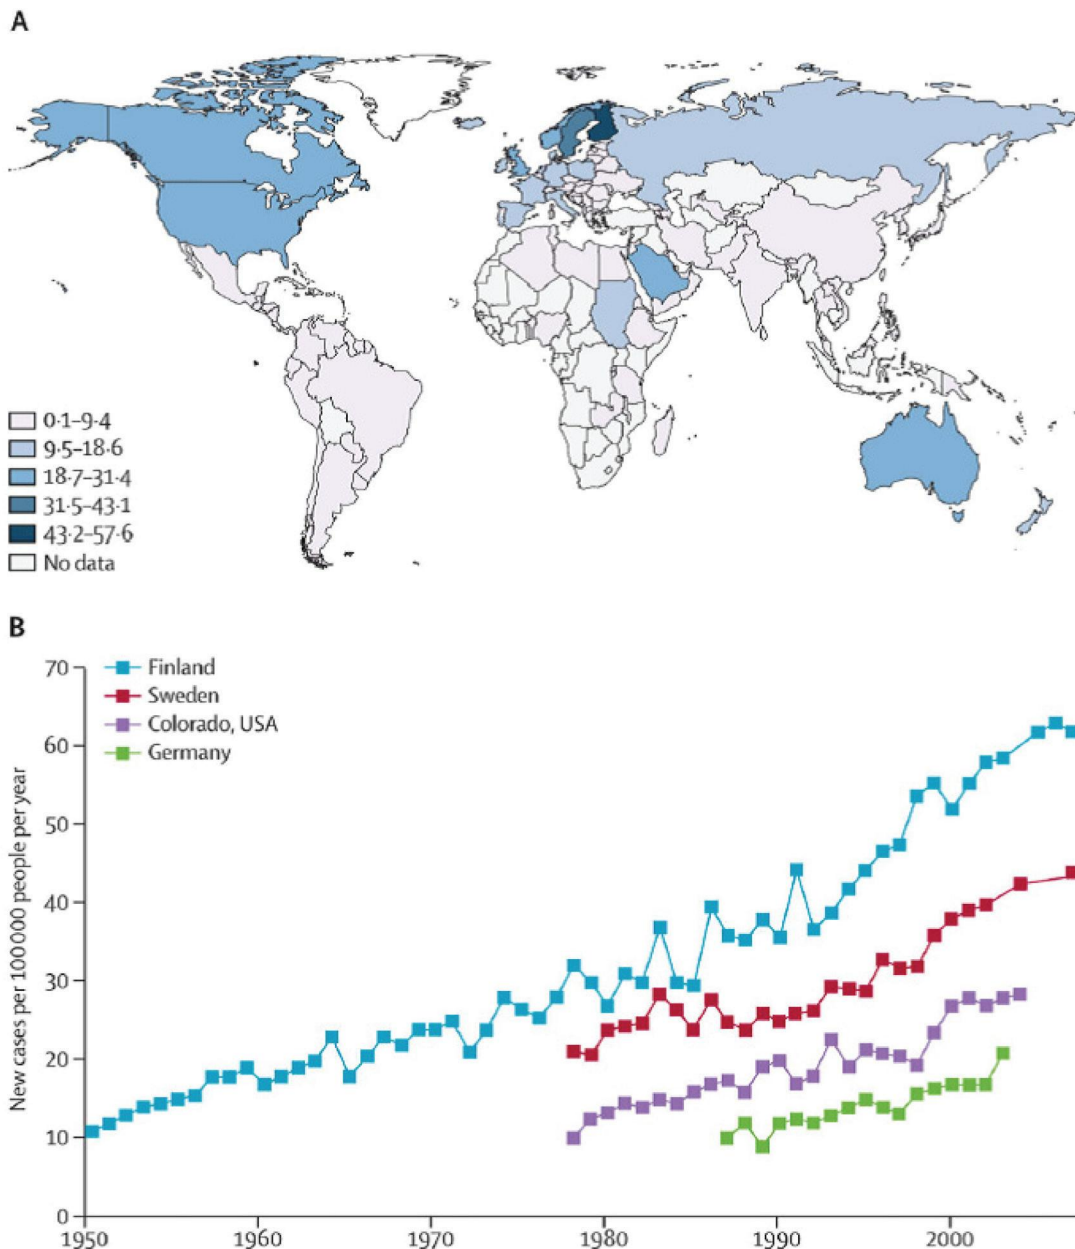 A
0·1–9·4
9·5–18·6
18·7–31·4
31·5–43·1
43·2–57·6
No data
B
Finland
Sweden
Colorado, USA
Germany
New cases per 100 000 people per year
70
60
50
40
30
20
10
0
1950 1960 1970 1980 1990 2000